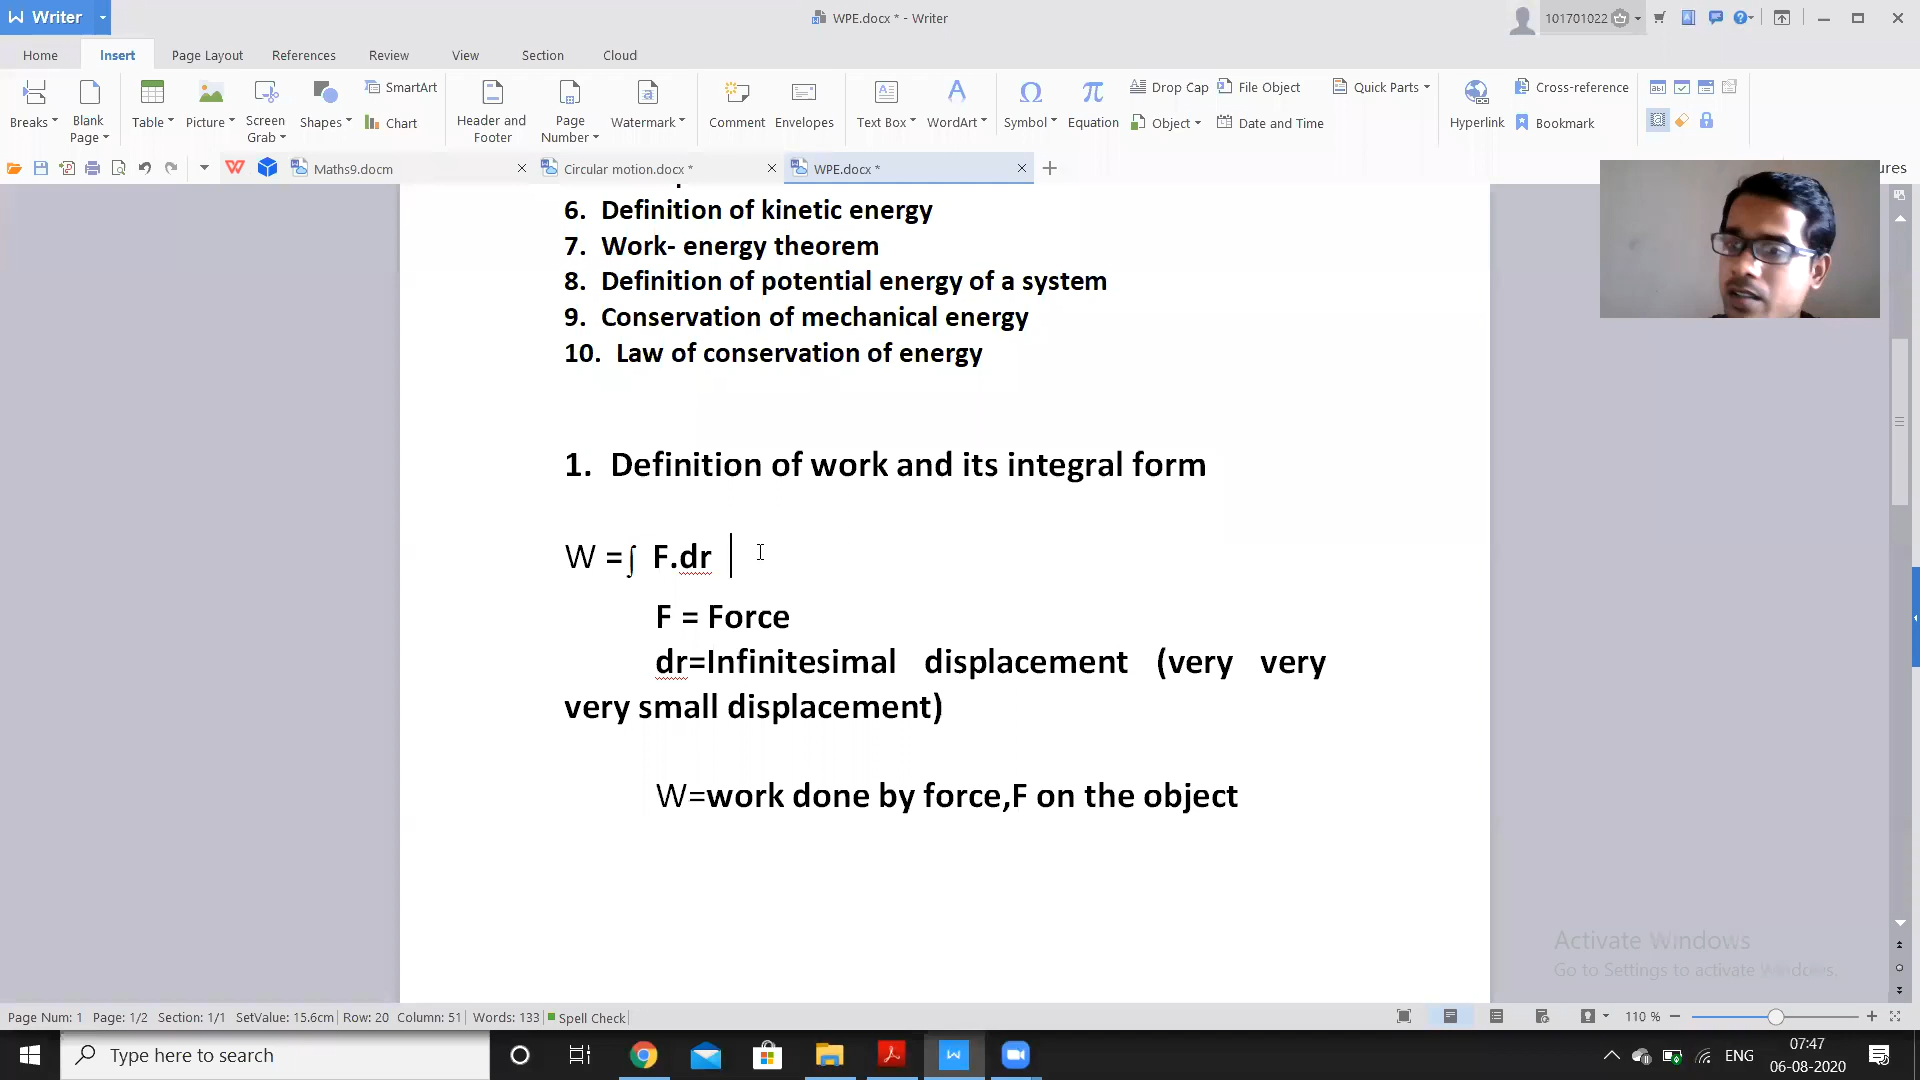 Writer
WPE.docx * - Writer
101701022
Home Insert Page Layout References Review View Section Cloud
Breaks
Blank Page
Table
Picture
Screen Grab
Shapes
SmartArt
Chart
Header and Footer
Page Number
Watermark
Comment
Envelopes
Text Box
WordArt
Drop Cap
Object
File Object
Date and Time
Symbol
Equation
Quick Parts
Hyperlink
Cross-reference
Bookmark
Maths9.docm
Circular motion.docx *
WPE.docx *
ures
6. Definition of kinetic energy
7. Work- energy theorem
8. Definition of potential energy of a system
9. Conservation of mechanical energy
10. Law of conservation of energy
1. Definition of work and its integral form
W =∫ F.dr
F = Force
dr=Infinitesimal displacement (very very
very small displacement)
W=work done by force,F on the object
Activate Windows
Go to Settings to activate Windows.
Page Num: 1 Page: 1/2 Section: 1/1 SetValue: 15.6cm Row: 20 Column: 51 Words: 133 Spell Check
110 %
Type here to search
ENG
07:47
06-08-2020